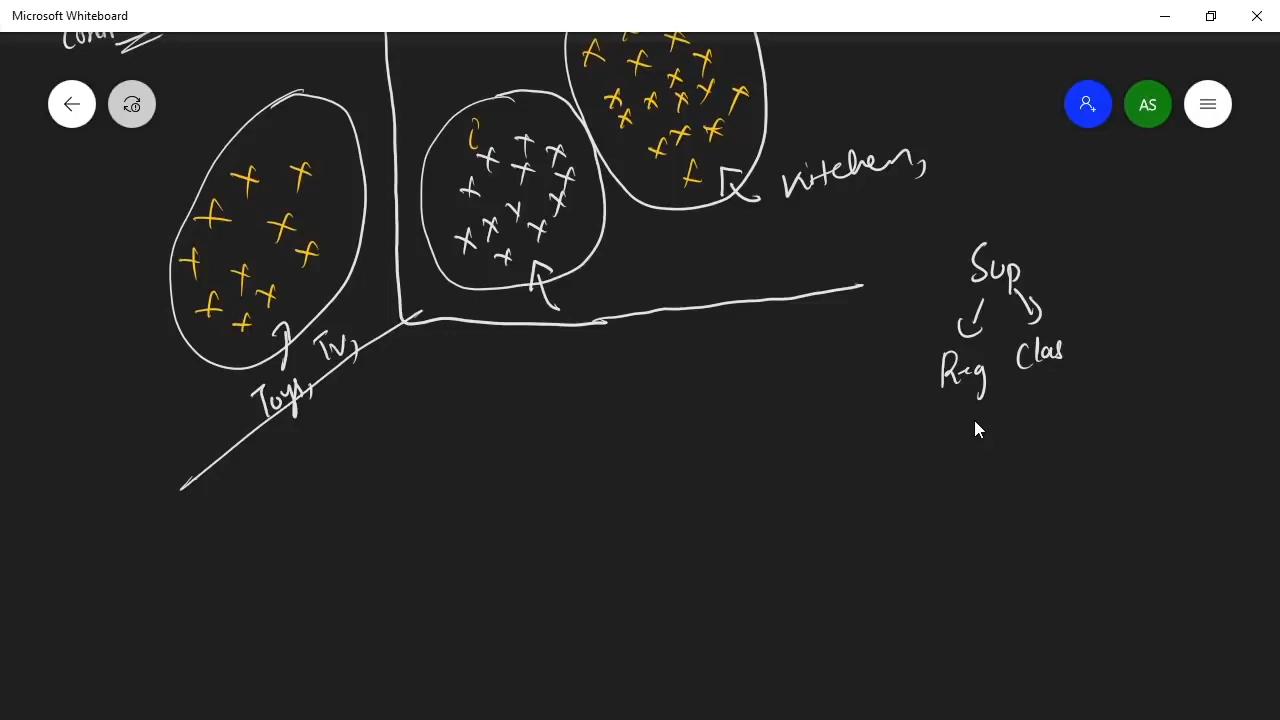 Microsoft Whiteboard
AS
Kitchen,
Sup
Reg Clas
TV,
Toys,